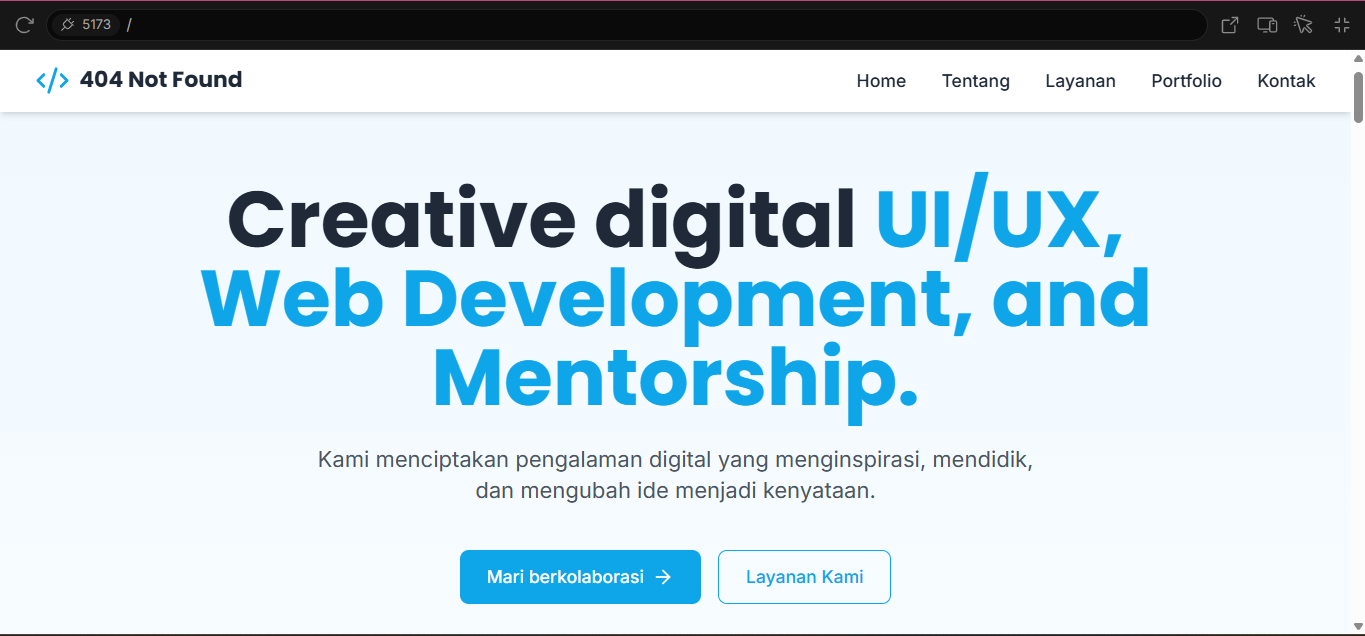 5173 /
</> 404 Not Found
Home Tentang Layanan Portfolio Kontak
Creative digital UI/UX,
Web Development, and
Mentorship.
Kami menciptakan pengalaman digital yang menginspirasi, mendidik,
dan mengubah ide menjadi kenyataan.
Mari berkolaborasi →
Layanan Kami